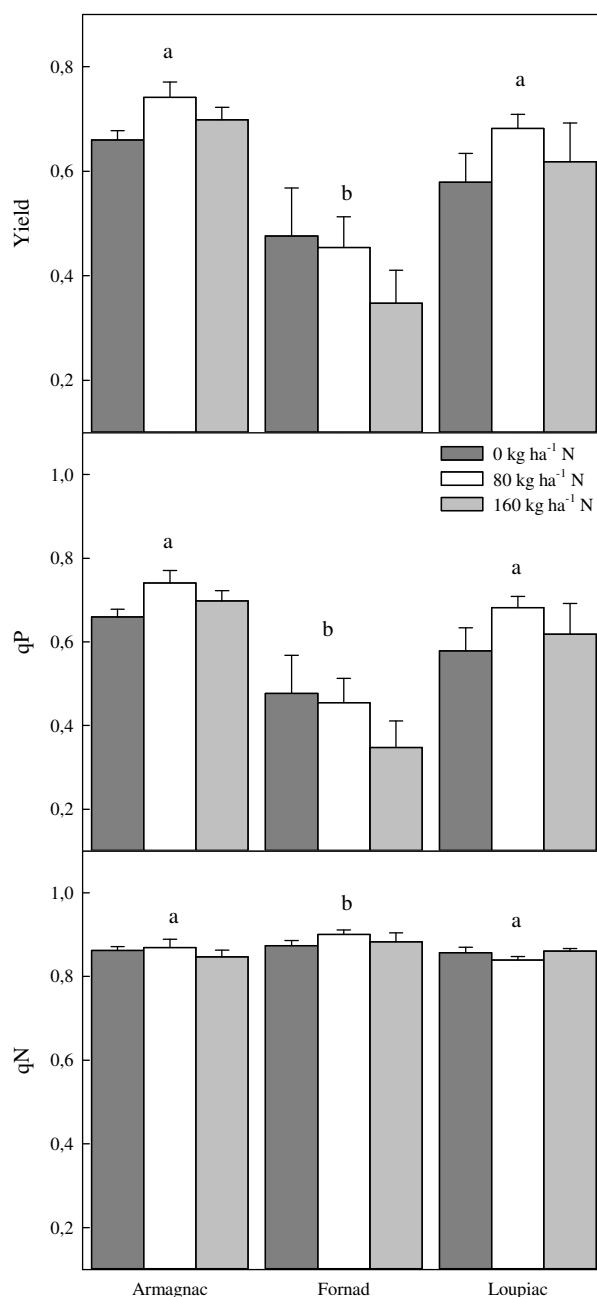 a
a
0,8
0,6
Yield
b
0,4
0,2
1,0
0 kg ha⁻¹ N
80 kg ha⁻¹ N
160 kg ha⁻¹ N
a
a
0,8
0,6
qP
b
0,4
0,2
1,0
a
b
a
0,8
0,6
qN
0,4
0,2
Armagnac Fornad Loupiac